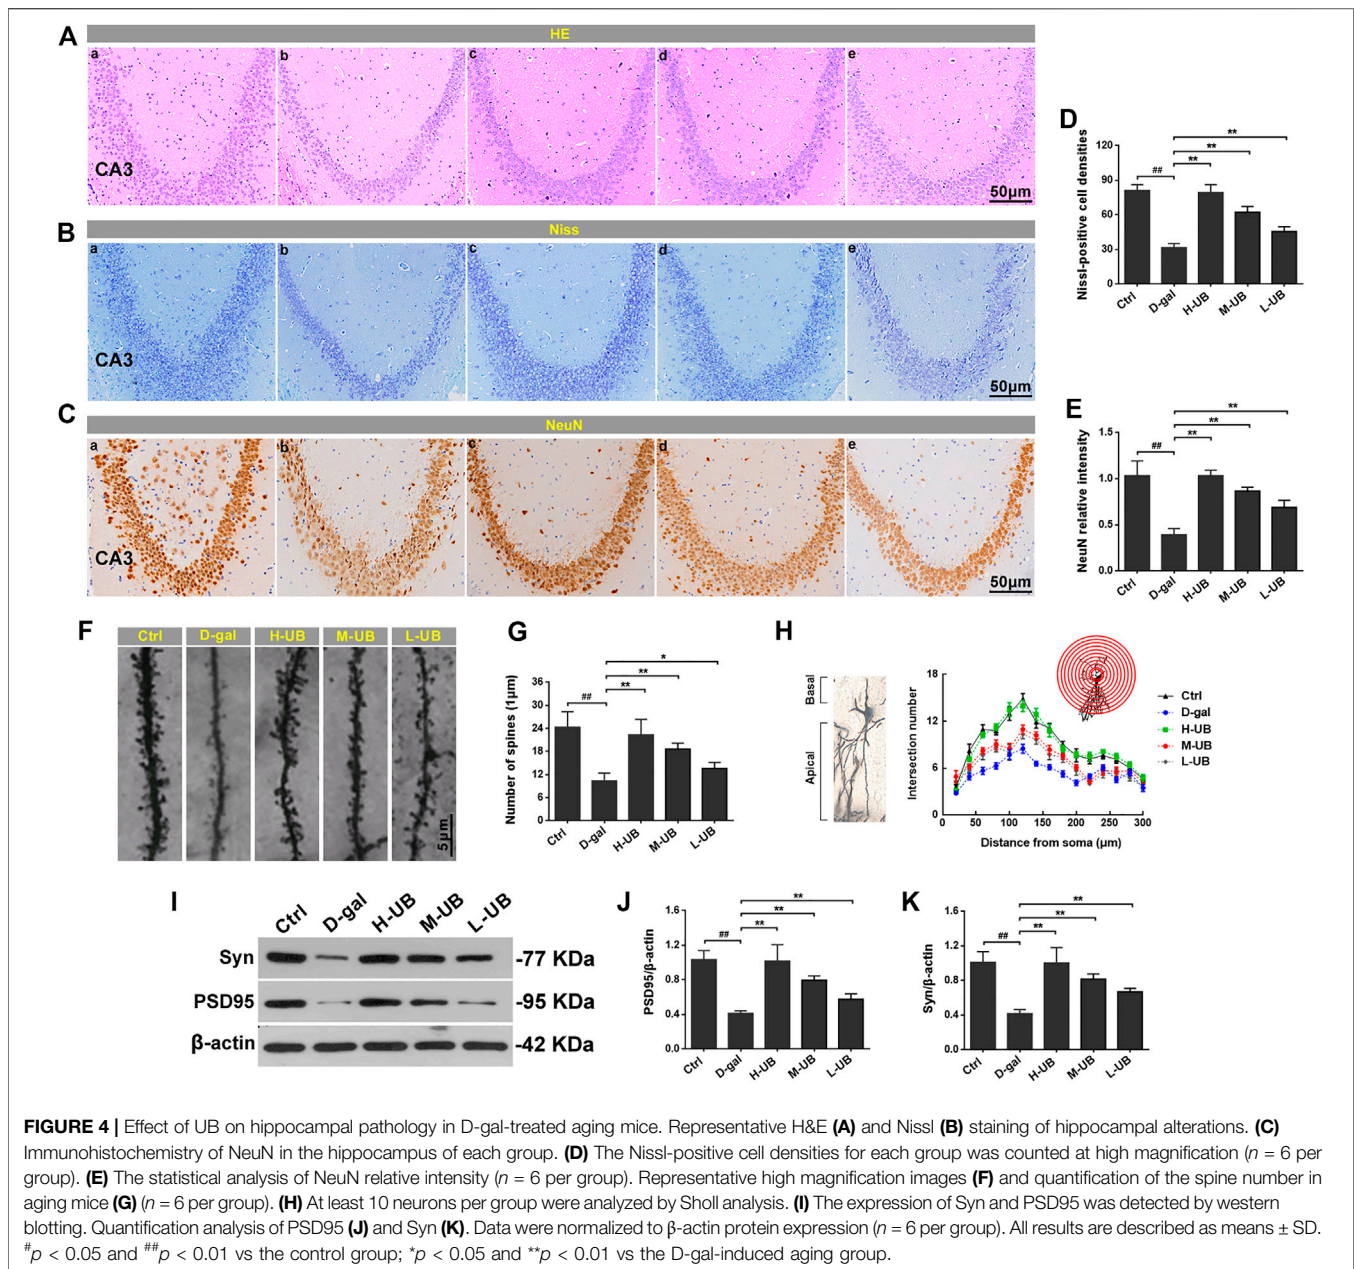 A
HE
a b c d e
CA3
50μm
B
Niss
a b c d e
CA3
50μm
C
NeuN
a b c d e
CA3
50μm
D
Nissl-positive cell densities
120
90
60
30
0
## ** ** **
Ctrl D-gal H-UB M-UB L-UB
E
NeuN relative intensity
1.5
1.0
0.5
0.0
## ** ** **
Ctrl D-gal H-UB M-UB L-UB
F
Ctrl D-gal H-UB M-UB L-UB
5μm
G
Number of spines (1μm)
36
30
24
18
12
6
0
## ** ** *
Ctrl D-gal H-UB M-UB L-UB
H
Basal
Apical
Intersection number
18
12
6
0
0 50 100 150 200 250 300
Distance from soma (μm)
Ctrl
D-gal
H-UB
M-UB
L-UB
I
Ctrl D-gal H-UB M-UB L-UB
Syn -77 KDa
PSD95 -95 KDa
β-actin -42 KDa
J
PSD95/β-actin
1.6
1.2
0.8
0.4
0.0
## ** ** **
Ctrl D-gal H-UB M-UB L-UB
K
Syn/β-actin
1.6
1.2
0.8
0.4
0.0
## ** ** **
Ctrl D-gal H-UB M-UB L-UB
FIGURE 4 | Effect of UB on hippocampal pathology in D-gal-treated aging mice. Representative H&E (A) and Nissl (B) staining of hippocampal alterations. (C)
Immunohistochemistry of NeuN in the hippocampus of each group. (D) The Nissl-positive cell densities for each group was counted at high magnification (n = 6 per
group). (E) The statistical analysis of NeuN relative intensity (n = 6 per group). Representative high magnification images (F) and quantification of the spine number in
aging mice (G) (n = 6 per group). (H) At least 10 neurons per group were analyzed by Sholl analysis. (I) The expression of Syn and PSD95 was detected by western
blotting. Quantification analysis of PSD95 (J) and Syn (K). Data were normalized to β-actin protein expression (n = 6 per group). All results are described as means ± SD.
#p < 0.05 and ##p < 0.01 vs the control group; *p < 0.05 and **p < 0.01 vs the D-gal-induced aging group.